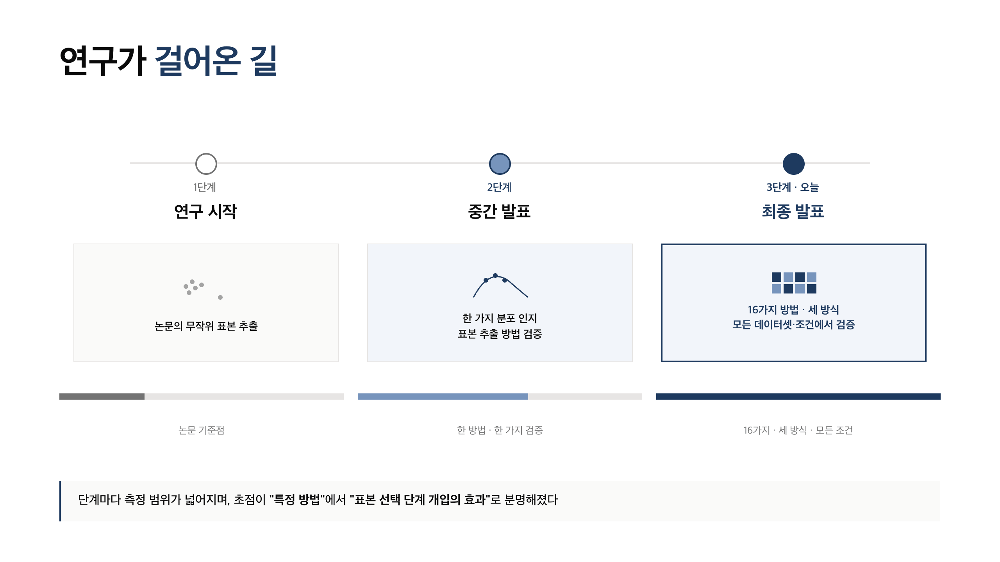 연구가 걸어온 길
1단계
연구 시작
논문의 무작위 표본 추출
2단계
중간 발표
한 가지 분포 인지
표본 추출 방법 검증
3단계 · 오늘
최종 발표
16가지 방법 · 세 방식
모든 데이터셋·조건에서 검증
논문 기준점
한 방법 · 한 가지 검증
16가지 · 세 방식 · 모든 조건
단계마다 측정 범위가 넓어지며, 초점이 "특정 방법"에서 "표본 선택 단계 개입의 효과"로 분명해졌다